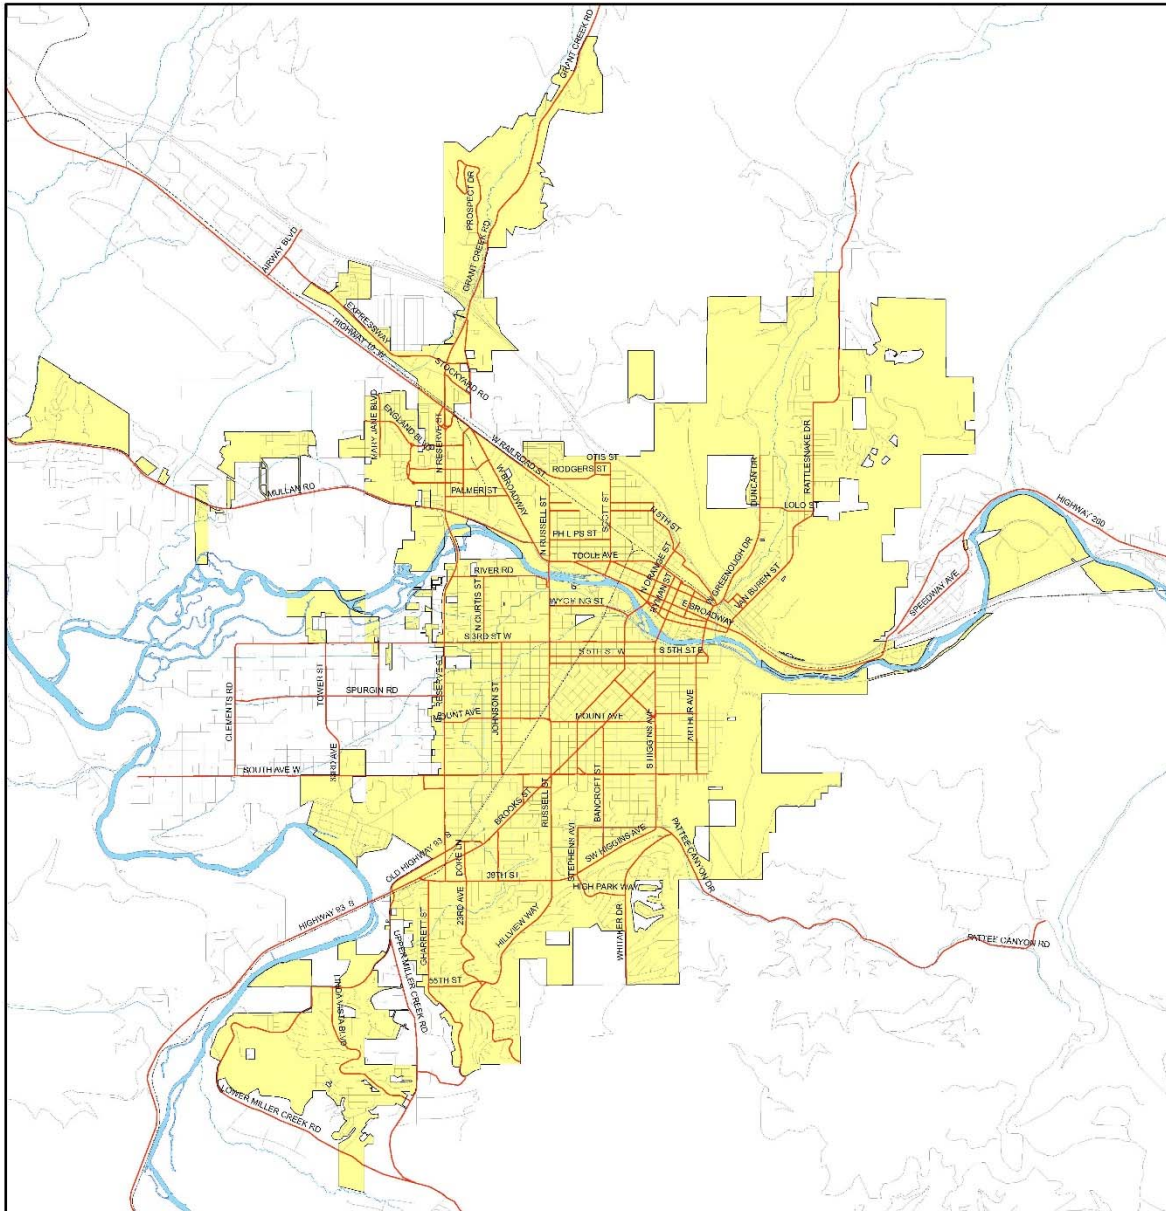 GRANT CREEK RD
PROSPECT DR
GRANT CREEK RD
AIRWAY BLVD
EXPRESSWAY
HIGHWAY 10 W
STOCKYARD RD
MARY JANE BLVD
ENGLAND BLVD
N RESERVE ST
W RAILROAD ST
OTIS ST
RODGERS ST
W BROADWAY
PALMER ST
MULLAN RD
N RUSSELL ST
SCOTT ST
N 5TH ST
DUNCAN DR
RATTLESNAKE DR
LOLO ST
HIGHWAY 200
PHILIPS ST
TOOLE AVE
N ORANGE ST
RYMAN ST
N GREENOUGH DR
VAN BUREN ST
E BROADWAY
SPEEDWAY AVE
RIVER RD
N CURTIS ST
WYOMING ST
S 3RD ST W
S 5TH ST W
S 5TH ST E
CLEMENTS RD
TOWER ST
SPURGIN RD
RESERVE ST
JOHNSON ST
MOUNT AVE
MOUNT AVE
S HIGGINS AVE
ARTHUR AVE
SOUTH AVE W
33RD AVE
BROOKS ST
RUSSELL ST
BANCROFT ST
STEPHENS AVE
SW HIGGINS AVE
PATTEE CANYON DR
OLD HIGHWAY 93 S
DORE LN
39TH ST
HIGH PARK WAY
HIGHWAY 93 S
GHARRETT ST
23RD AVE
HILLVIEW WAY
WHITAKER DR
PATTEE CANYON RD
UPPER MILLER CREEK RD
55TH ST
LINDA VISTA BLVD
LOWER MILLER CREEK RD